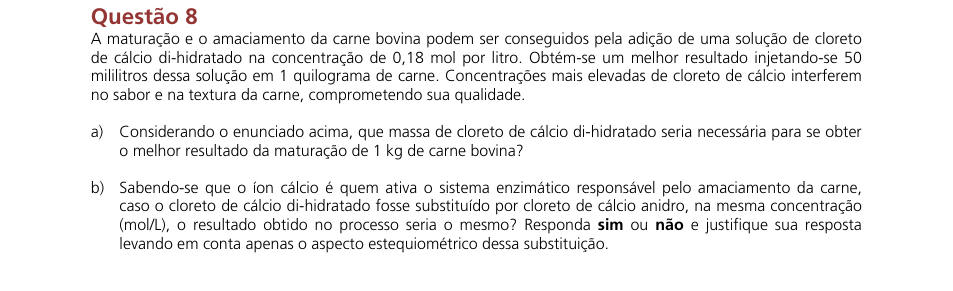 Questão 8
A maturação e o amaciamento da carne bovina podem ser conseguidos pela adição de uma solução de cloreto
de cálcio di-hidratado na concentração de 0,18 mol por litro. Obtém-se um melhor resultado injetando-se 50
mililitros dessa solução em 1 quilograma de carne. Concentrações mais elevadas de cloreto de cálcio interferem
no sabor e na textura da carne, comprometendo sua qualidade.
a) Considerando o enunciado acima, que massa de cloreto de cálcio di-hidratado seria necessária para se obter
o melhor resultado da maturação de 1 kg de carne bovina?
b) Sabendo-se que o íon cálcio é quem ativa o sistema enzimático responsável pelo amaciamento da carne,
caso o cloreto de cálcio di-hidratado fosse substituído por cloreto de cálcio anidro, na mesma concentração
(mol/L), o resultado obtido no processo seria o mesmo? Responda sim ou não e justifique sua resposta
levando em conta apenas o aspecto estequiométrico dessa substituição.